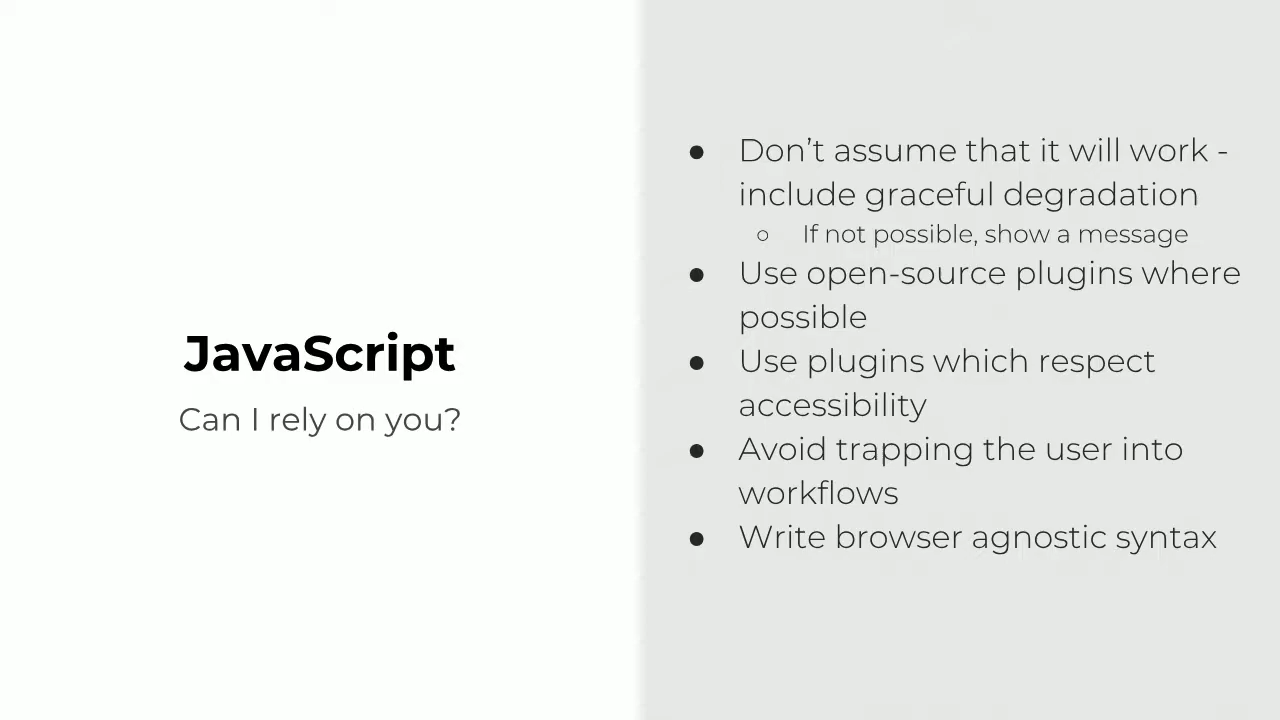 JavaScript
Can I rely on you?
● Don’t assume that it will work -
include graceful degradation
○ If not possible, show a message
● Use open-source plugins where
possible
● Use plugins which respect
accessibility
● Avoid trapping the user into
workflows
● Write browser agnostic syntax